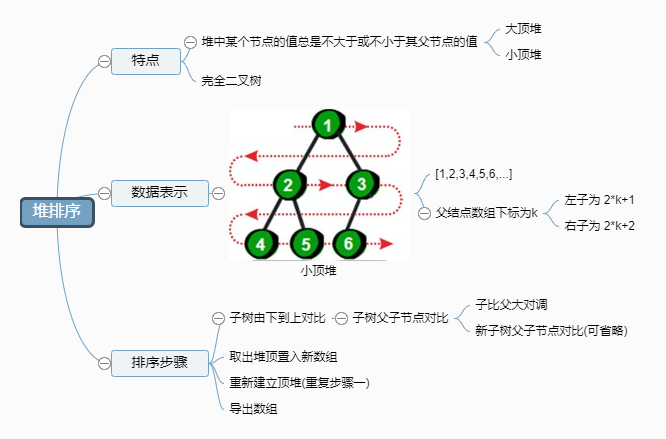 堆排序
特点
堆中某个节点的值总是不大于或不小于其父节点的值
大顶堆
小顶堆
完全二叉树
数据表示
1
2
3
4
5
6
小顶堆
[1,2,3,4,5,6,...]
父结点数组下标为k
左子为 2*k+1
右子为 2*k+2
排序步骤
子树由下到上对比
子树父子节点对比
子比父大对调
新子树父子节点对比(可省略)
取出堆顶置入新数组
重新建立顶堆(重复步骤一)
导出数组